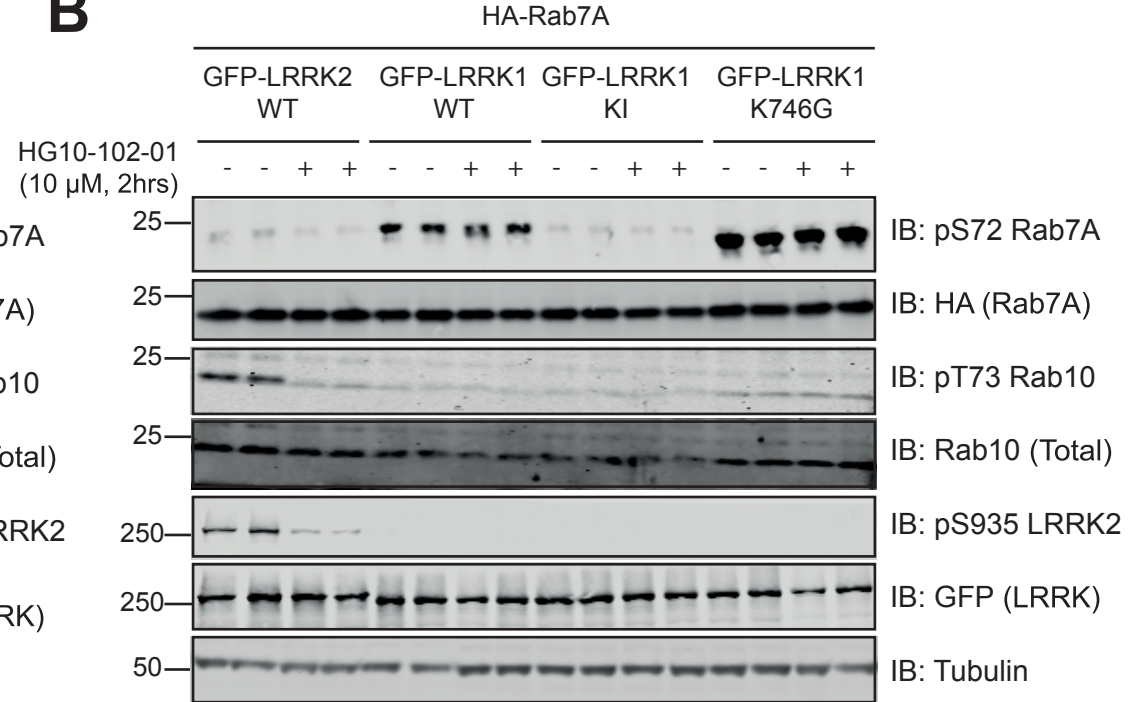 B
HA-Rab7A
GFP-LRRK2 GFP-LRRK1 GFP-LRRK1 GFP-LRRK1
WT WT KI K746G
HG10-102-01
(10 µM, 2hrs)
- - + + - - + + - - + + - - + +
b7A 25 IB: pS72 Rab7A
7A) 25 IB: HA (Rab7A)
b10 25 IB: pT73 Rab10
otal) 25 IB: Rab10 (Total)
RRK2 250 IB: pS935 LRRK2
RK) 250 IB: GFP (LRRK)
50 IB: Tubulin